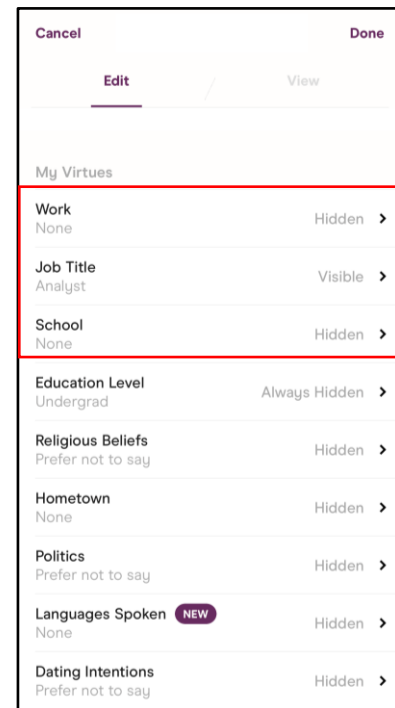 Cancel Done
Edit View
My Virtues
Work
None
Hidden
Job Title
Analyst
Visible
School
None
Hidden
Education Level
Undergrad
Always Hidden
Religious Beliefs
Prefer not to say
Hidden
Hometown
None
Hidden
Politics
Prefer not to say
Hidden
Languages Spoken NEW
None
Hidden
Dating Intentions
Prefer not to say
Hidden